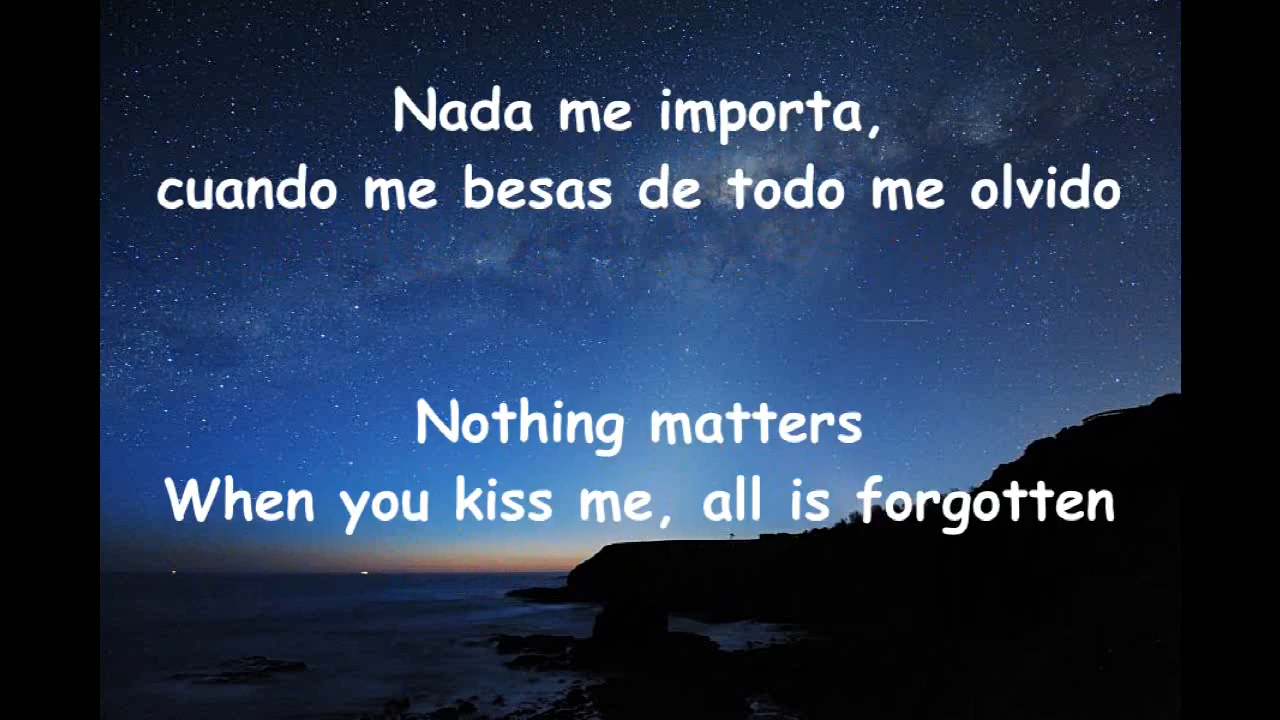 Nada me importa,
cuando me besas de todo me olvido
Nothing matters
When you kiss me, all is forgotten